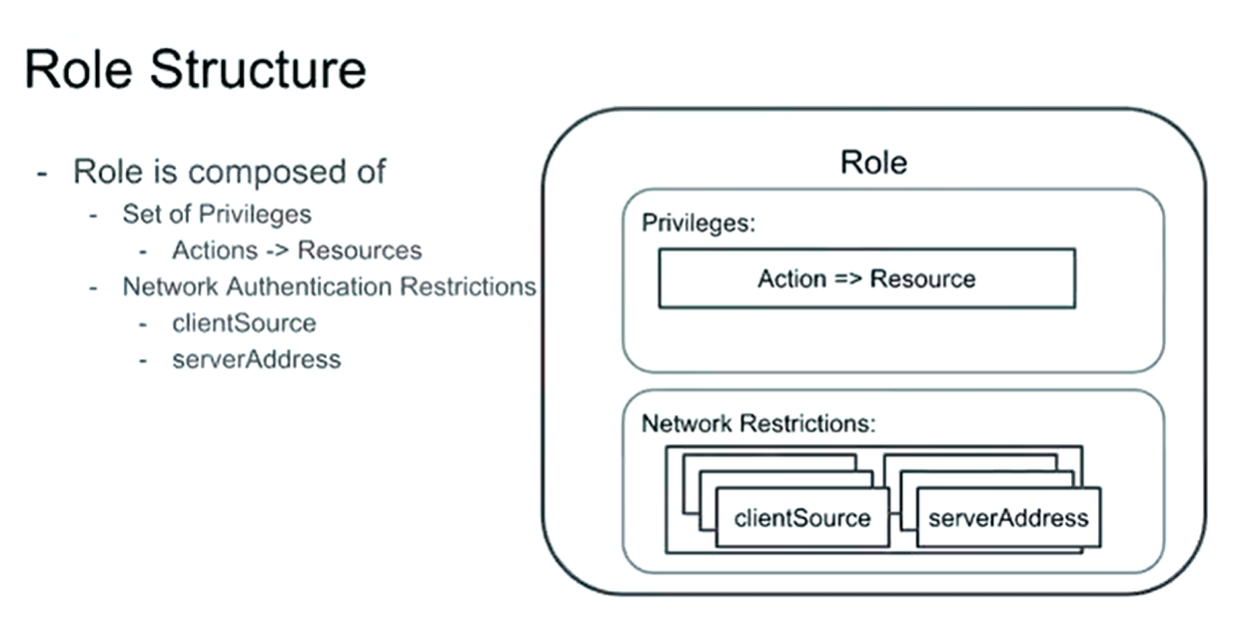 Role Structure
- Role is composed of
- Set of Privileges
- Actions -> Resources
- Network Authentication Restrictions
- clientSource
- serverAddress
Role
Privileges:
Action => Resource
Network Restrictions:
clientSource
serverAddress